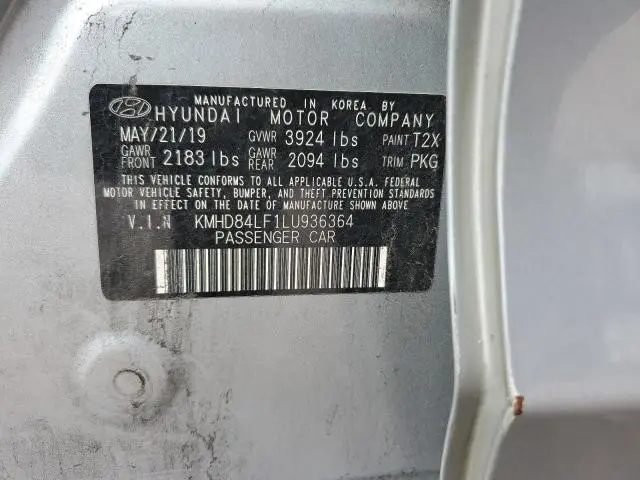 MANUFACTURED IN KOREA BY
HYUNDAI MOTOR COMPANY
MAY/21/19 GVWR 3924 lbs PAINT T2X
GAWR FRONT 2183 lbs GAWR REAR 2094 lbs TRIM PKG
THIS VEHICLE CONFORMS TO ALL APPLICABLE U.S.A. FEDERAL
MOTOR VEHICLE SAFETY, BUMPER, AND THEFT PREVENTION STANDARDS
IN EFFECT ON THE DATE OF MANUFACTURE SHOWN ABOVE
V.I.N KMHD84LF1LU936364
PASSENGER CAR